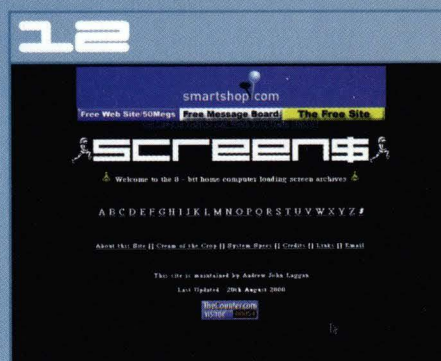 12
smartshop.com
Free Web Site/50Megs Free Message Board The Free Site
SCREEN$
Welcome to the 8 - bit home computer loading screen archives
A B C D E F G H I J K L M N O P Q R S T U V W X Y Z #
About this Site [] Cream of the Crop [] System Specs [] Credits [] Links [] Email
This site is maintained by Andrew John Laggan
Last Updated : 20th August 2000
TheCounter.com
VISITOR